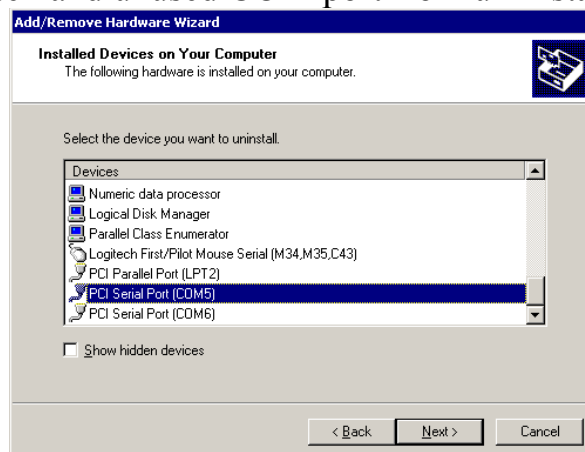 Add/Remove Hardware Wizard
Installed Devices on Your Computer
The following hardware is installed on your computer.
Select the device you want to uninstall.
Devices
Numeric data processor
Logical Disk Manager
Parallel Class Enumerator
Logitech First/Pilot Mouse Serial (M34,M35,C43)
PCI Parallel Port (LPT2)
PCI Serial Port (COM5)
PCI Serial Port (COM6)
Show hidden devices
< Back Next > Cancel